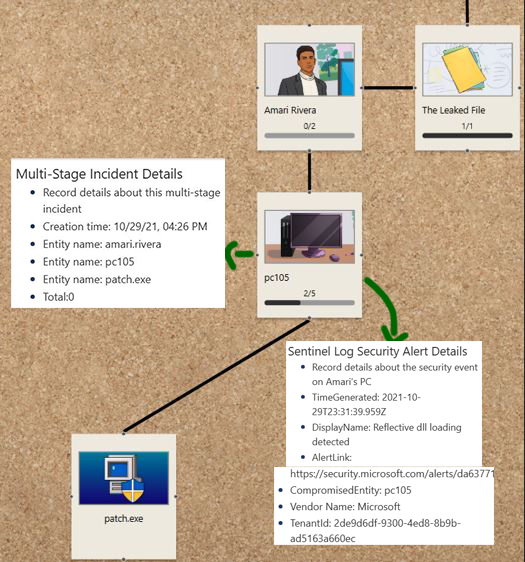 Amari Rivera
0/2
The Leaked File
1/1
Multi-Stage Incident Details
Record details about this multi-stage
incident
Creation time: 10/29/21, 04:26 PM
Entity name: amari.rivera
Entity name: pc105
Entity name: patch.exe
Total:0
pc105
2/5
Sentinel Log Security Alert Details
Record details about the security event
on Amari's PC
TimeGenerated: 2021-10-
29T23:31:39.959Z
DisplayName: Reflective dll loading
detected
AlertLink:
https://security.microsoft.com/alerts/da63771
CompromisedEntity: pc105
Vendor Name: Microsoft
TenantId: 2de9d6df-9300-4ed8-8b9b-
ad5163a660ec
patch.exe